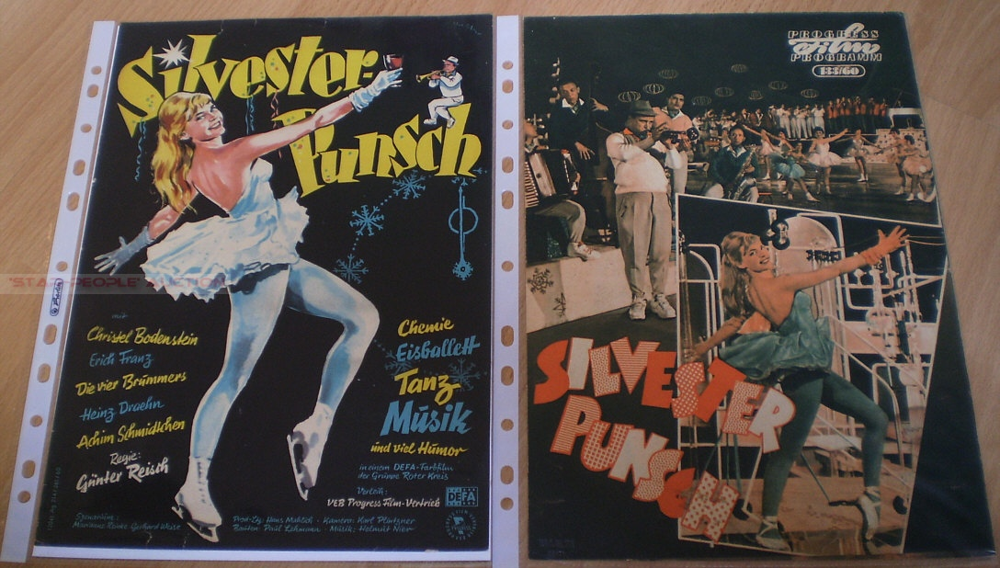 Silvester-
Punsch
mit
Christel Bodenstein
Erich Franz
Die vier Brummers
Heinz Draehn
Achim Schmidtchen
Regie:
Günter Reisch
Szenarium:
Marianne Reinke · Gerhard Weise
Chemie
Eisballett
Tanz
Musik
und viel Humor
in einem DEFA-Farbfilm
der Gruppe Roter Kreis
Verleih:
VEB Progress Film-Vertrieb
DEFA
Prod-Ltg: Hans Mahlich · Kamera: Karl Plintzner
Bauten: Paul Lehmann · Musik: Helmut Nier
"STAR-PEOPLE"
PROGRESS
Film
PROGRAMM
133/60
SILVESTER
PUNSCH